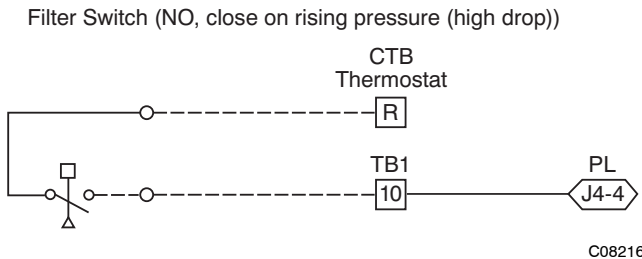 Filter Switch (NO, close on rising pressure (high drop))
CTB
Thermostat
R
TB1
PL
10
J4-4
C08216